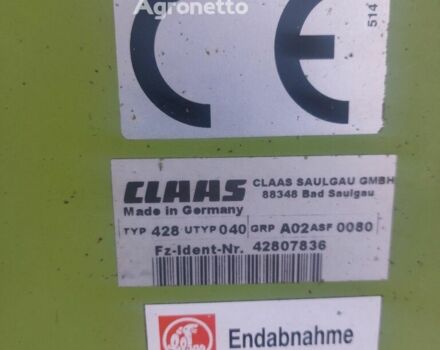 Agronetto
CE
514
CLAAS
CLAAS SAULGAU GMBH
88348 Bad Saulgau
Made in Germany
TYP 428 UTYP 040 GRP A02 ASF 0080
Fz-Ident-Nr. 42807836
Endabnahme